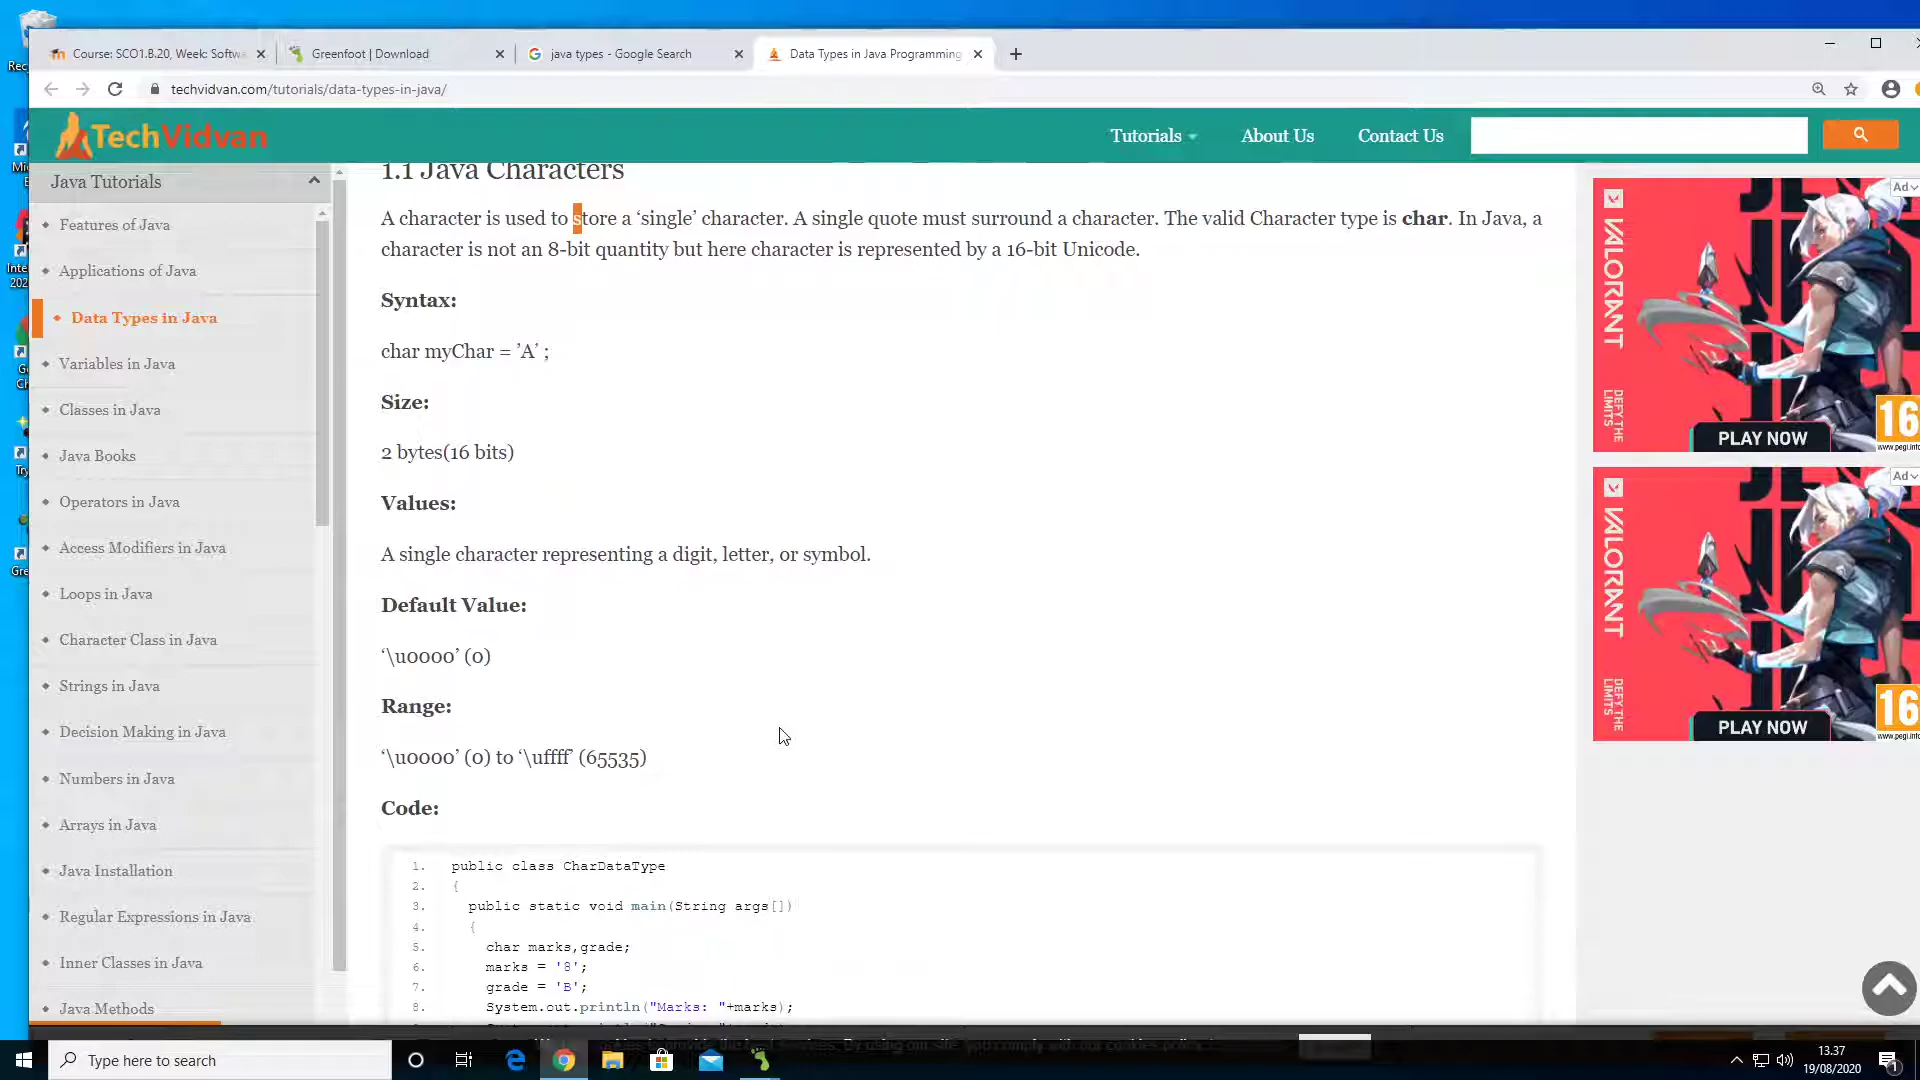 Course: SCO1.B.20, Week: Softwa
Greenfoot | Download
java types - Google Search
Data Types in Java Programming
techvidvan.com/tutorials/data-types-in-java/
TechVidvan
Tutorials
About Us
Contact Us
Java Tutorials
Features of Java
Applications of Java
Data Types in Java
Variables in Java
Classes in Java
Java Books
Operators in Java
Access Modifiers in Java
Loops in Java
Character Class in Java
Strings in Java
Decision Making in Java
Numbers in Java
Arrays in Java
Java Installation
Regular Expressions in Java
Inner Classes in Java
Java Methods
1.1 Java Characters
A character is used to store a ‘single’ character. A single quote must surround a character. The valid Character type is char. In Java, a
character is not an 8-bit quantity but here character is represented by a 16-bit Unicode.
Syntax:
char myChar = ’A’ ;
Size:
2 bytes(16 bits)
Values:
A single character representing a digit, letter, or symbol.
Default Value:
‘\u0000’ (0)
Range:
‘\u0000’ (0) to ‘\uffff’ (65535)
Code:
1. public class CharDataType
2. {
3. public static void main(String args[])
4. {
5. char marks,grade;
6. marks = '8';
7. grade = 'B';
8. System.out.println("Marks: "+marks);
Ad
VALORANT
DEFY THE
LIMITS
PLAY NOW
16
www.pegi.info
Ad
VALORANT
DEFY THE
LIMITS
PLAY NOW
16
www.pegi.info
Type here to search
13.37
19/08/2020
1